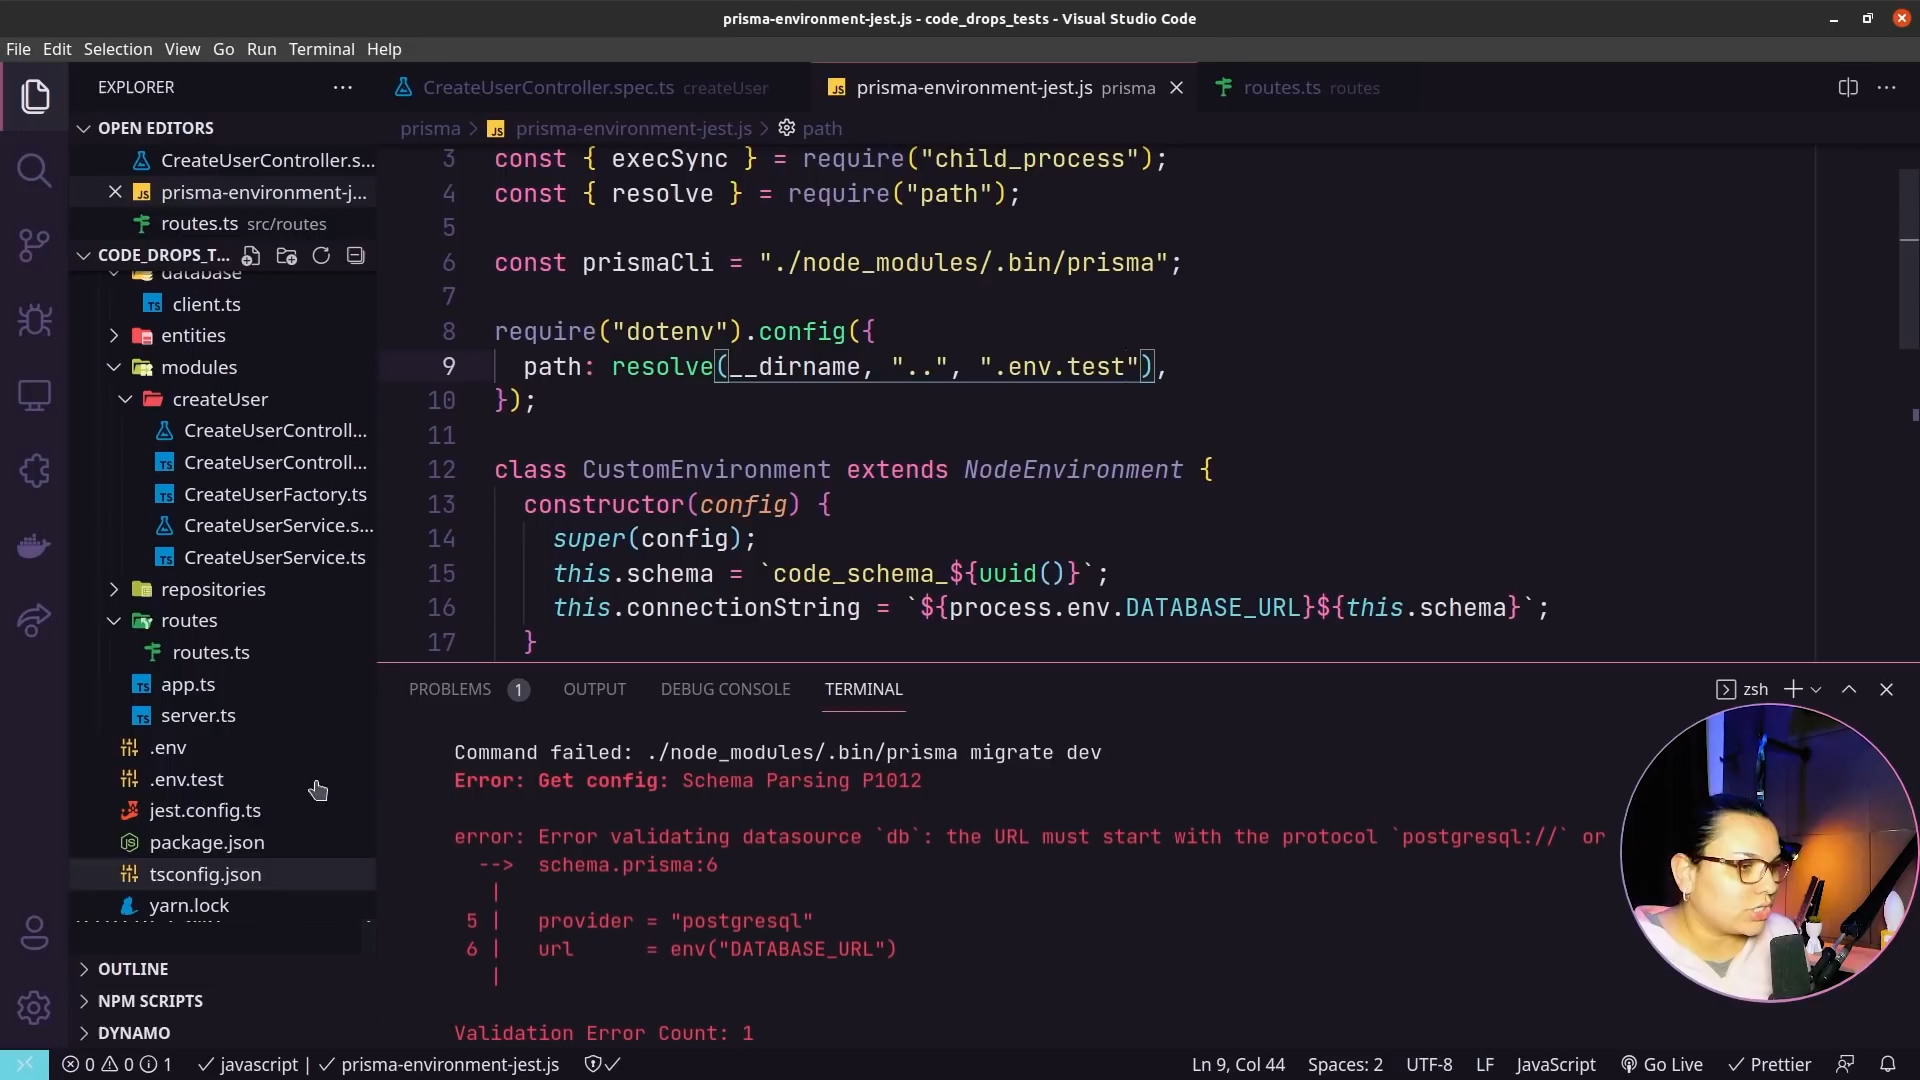 prisma-environment-jest.js - code_drops_tests - Visual Studio Code
File Edit Selection View Go Run Terminal Help
EXPLORER
OPEN EDITORS
CreateUserController.s...
prisma-environment-j...
routes.ts src/routes
CODE_DROPS_T...
database
client.ts
entities
modules
createUser
CreateUserControll...
CreateUserControll...
CreateUserFactory.ts
CreateUserService.s...
CreateUserService.ts
repositories
routes
routes.ts
app.ts
server.ts
.env
.env.test
jest.config.ts
package.json
tsconfig.json
yarn.lock
OUTLINE
NPM SCRIPTS
DYNAMO
CreateUserController.spec.ts createUser
prisma-environment-jest.js prisma
routes.ts routes
prisma > JS prisma-environment-jest.js > path
3 const { execSync } = require("child_process");
4 const { resolve } = require("path");
5
6 const prismaCli = "./node_modules/.bin/prisma";
7
8 require("dotenv").config({
9 path: resolve(__dirname, "..", ".env.test"),
10 });
11
12 class CustomEnvironment extends NodeEnvironment {
13 constructor(config) {
14 super(config);
15 this.schema = `code_schema_${uuid()}`;
16 this.connectionString = `${process.env.DATABASE_URL}${this.schema}`;
17 }
PROBLEMS 1 OUTPUT DEBUG CONSOLE TERMINAL
zsh
Command failed: ./node_modules/.bin/prisma migrate dev
Error: Get config: Schema Parsing P1012
error: Error validating datasource `db`: the URL must start with the protocol `postgresql://` or
--> schema.prisma:6
|
5 | provider = "postgresql"
6 | url = env("DATABASE_URL")
|
Validation Error Count: 1
0 0 1 javascript | prisma-environment-jest.js
Ln 9, Col 44 Spaces: 2 UTF-8 LF JavaScript Go Live Prettier